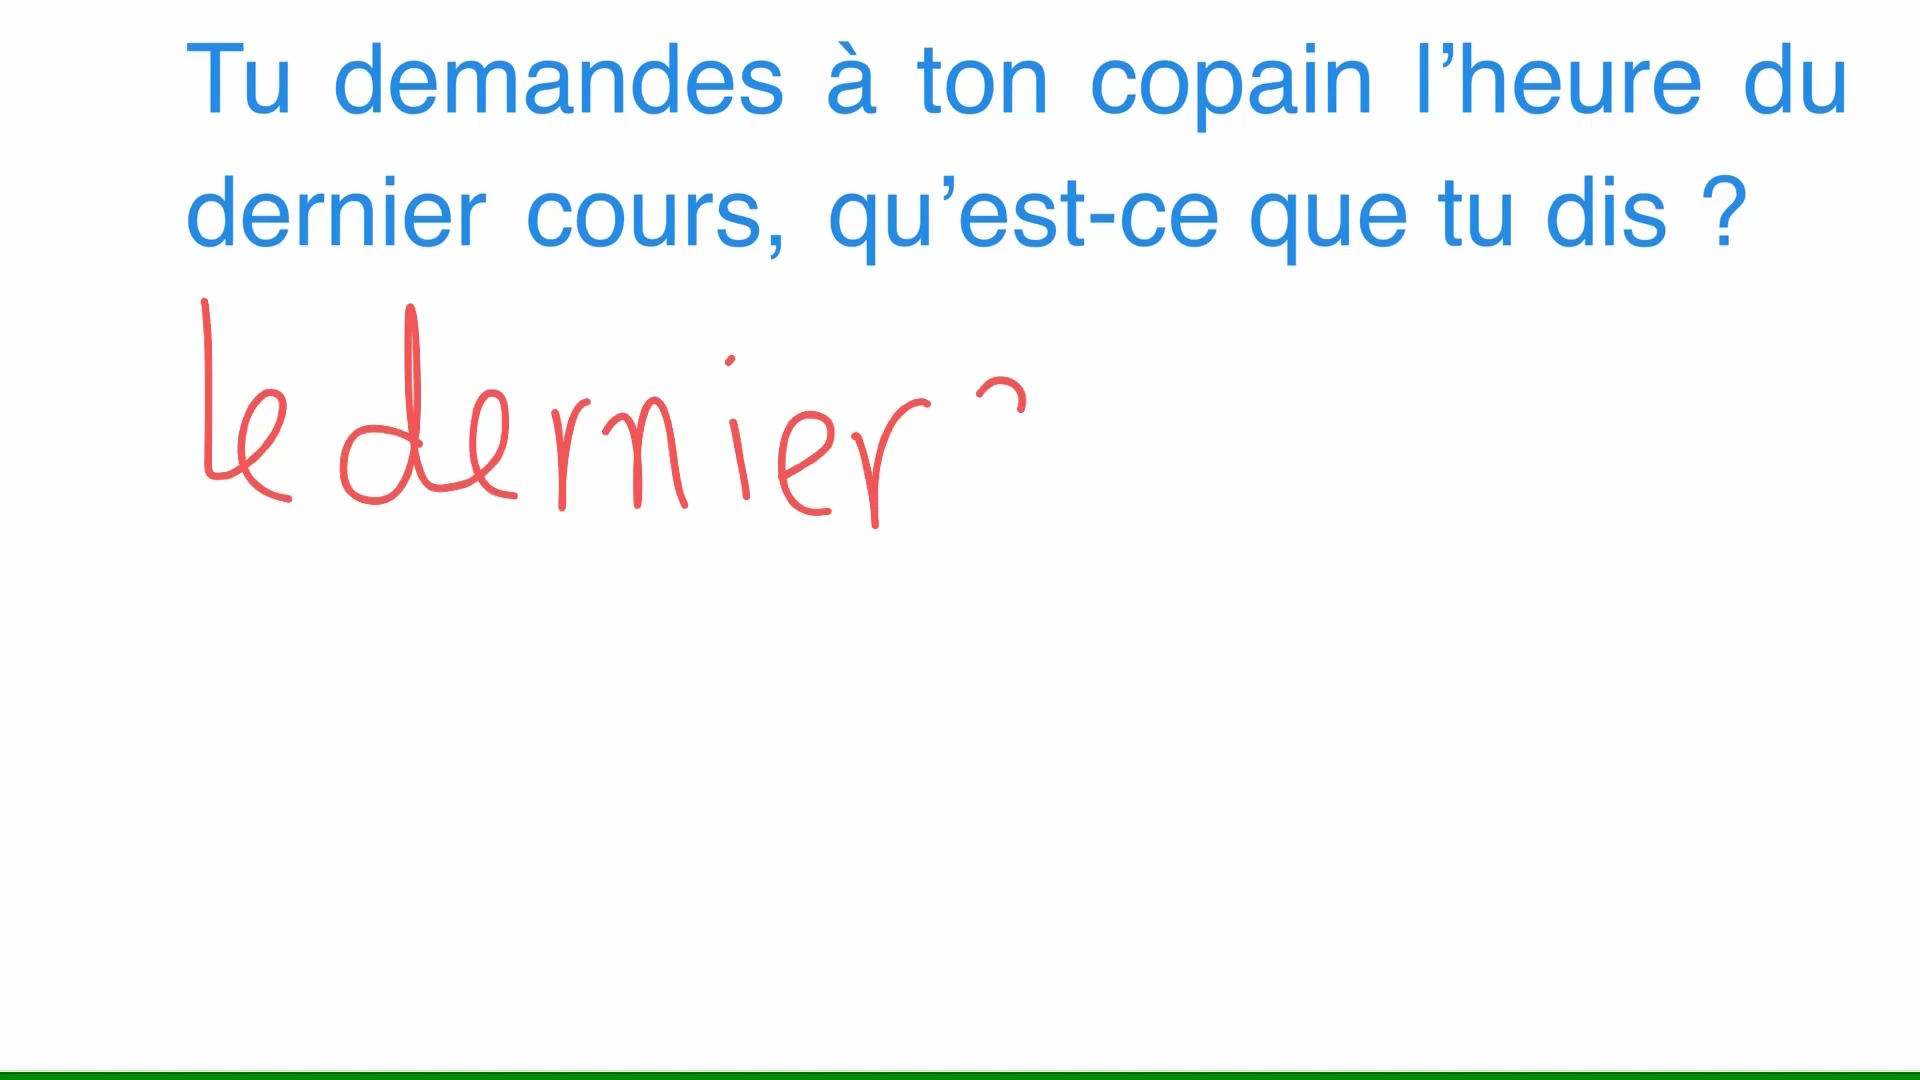 Tu demandes à ton copain l’heure du
dernier cours, qu’est-ce que tu dis ?
le dernier